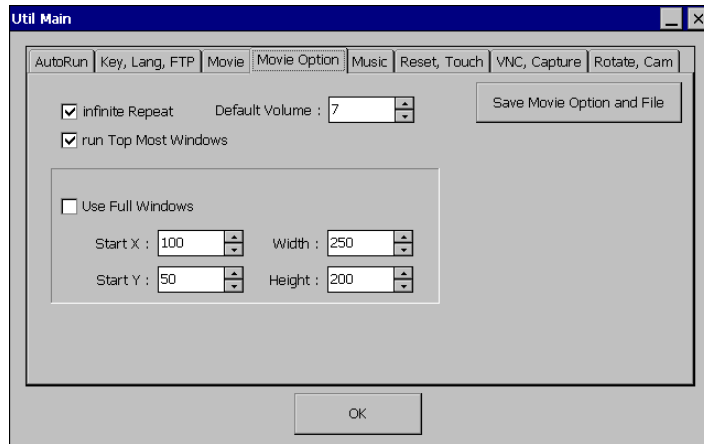 Util Main
AutoRun Key, Lang, FTP Movie Movie Option Music Reset, Touch VNC, Capture Rotate, Cam
infinite Repeat Default Volume : 7 Save Movie Option and File
run Top Most Windows
Use Full Windows
Start X : 100 Width : 250
Start Y : 50 Height : 200
OK